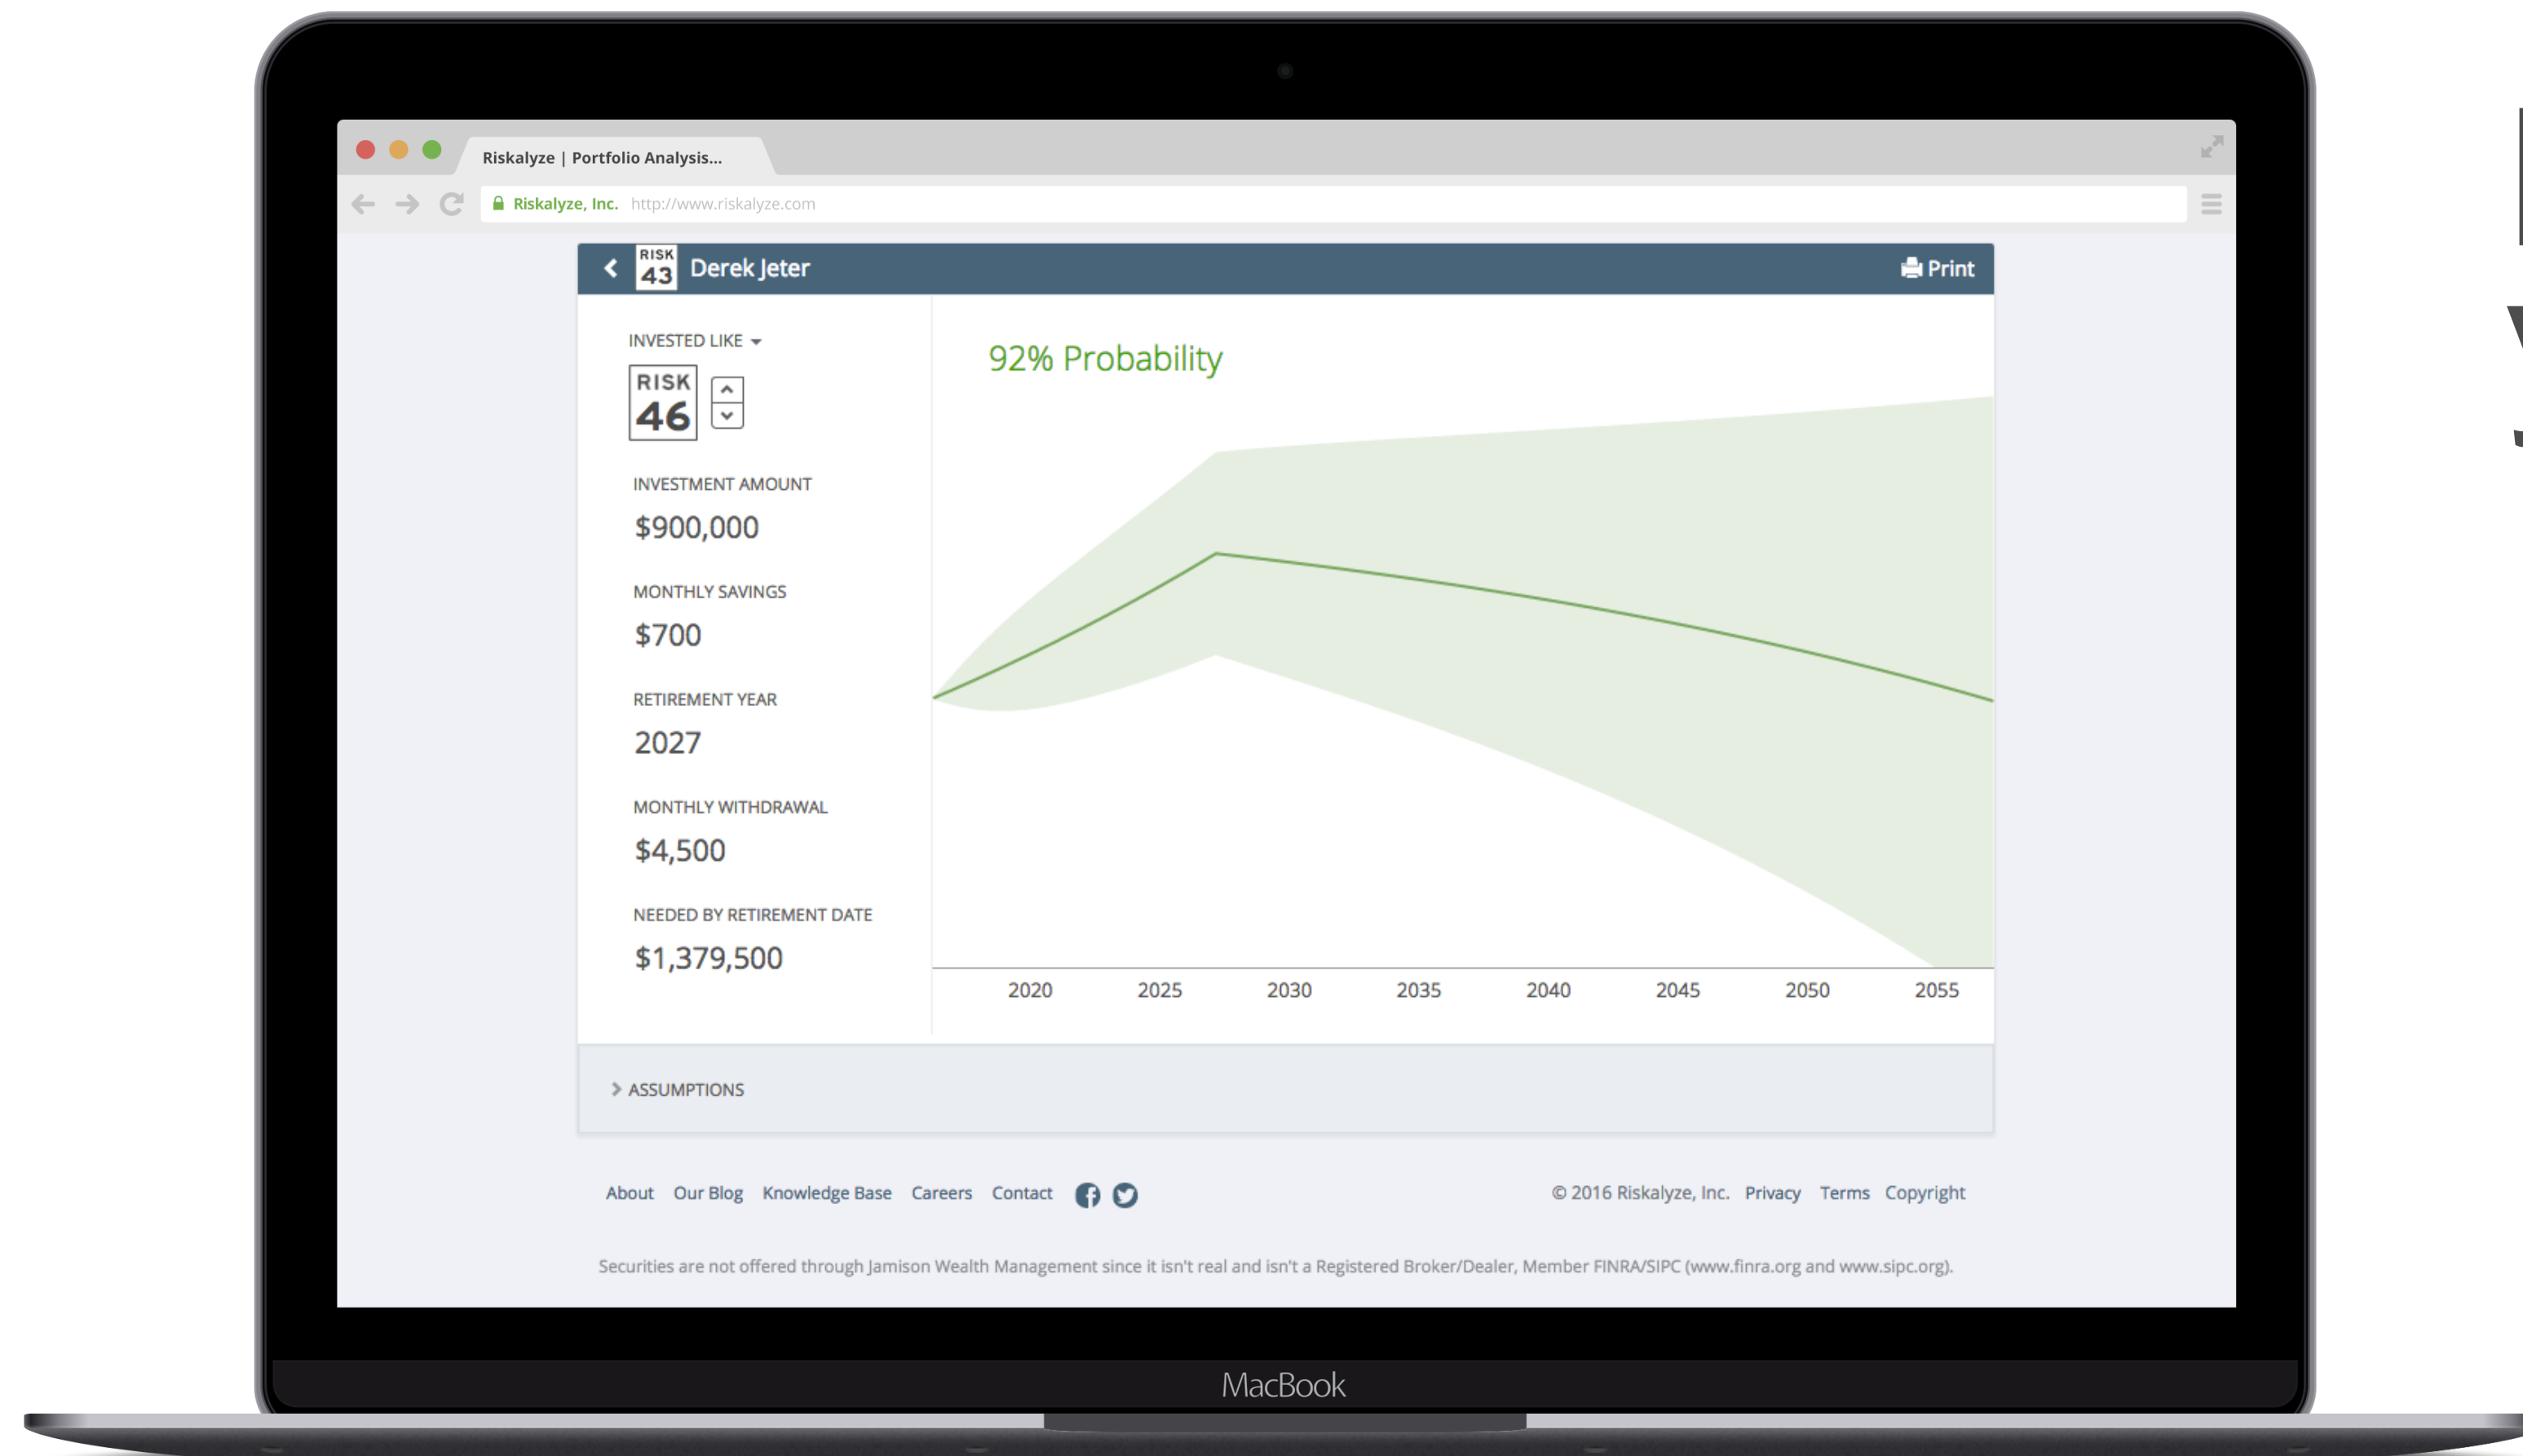 Riskalyze | Portfolio Analysis...
Riskalyze, Inc. http://www.riskalyze.com
RISK
43
Derek Jeter
Print
INVESTED LIKE
RISK
46
INVESTMENT AMOUNT
$900,000
MONTHLY SAVINGS
$700
RETIREMENT YEAR
2027
MONTHLY WITHDRAWAL
$4,500
NEEDED BY RETIREMENT DATE
$1,379,500
92% Probability
2020 2025 2030 2035 2040 2045 2050 2055
ASSUMPTIONS
About Our Blog Knowledge Base Careers Contact
© 2016 Riskalyze, Inc. Privacy Terms Copyright
Securities are not offered through Jamison Wealth Management since it isn't real and isn't a Registered Broker/Dealer, Member FINRA/SIPC (www.finra.org and www.sipc.org).
MacBook